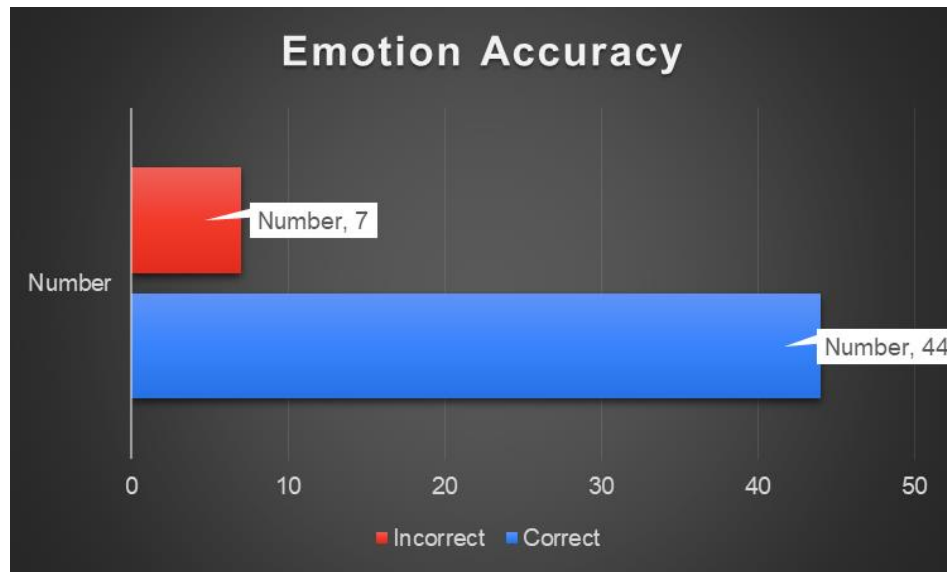 Emotion Accuracy
Number, 7
Number
Number, 44
0 10 20 30 40 50
Incorrect Correct